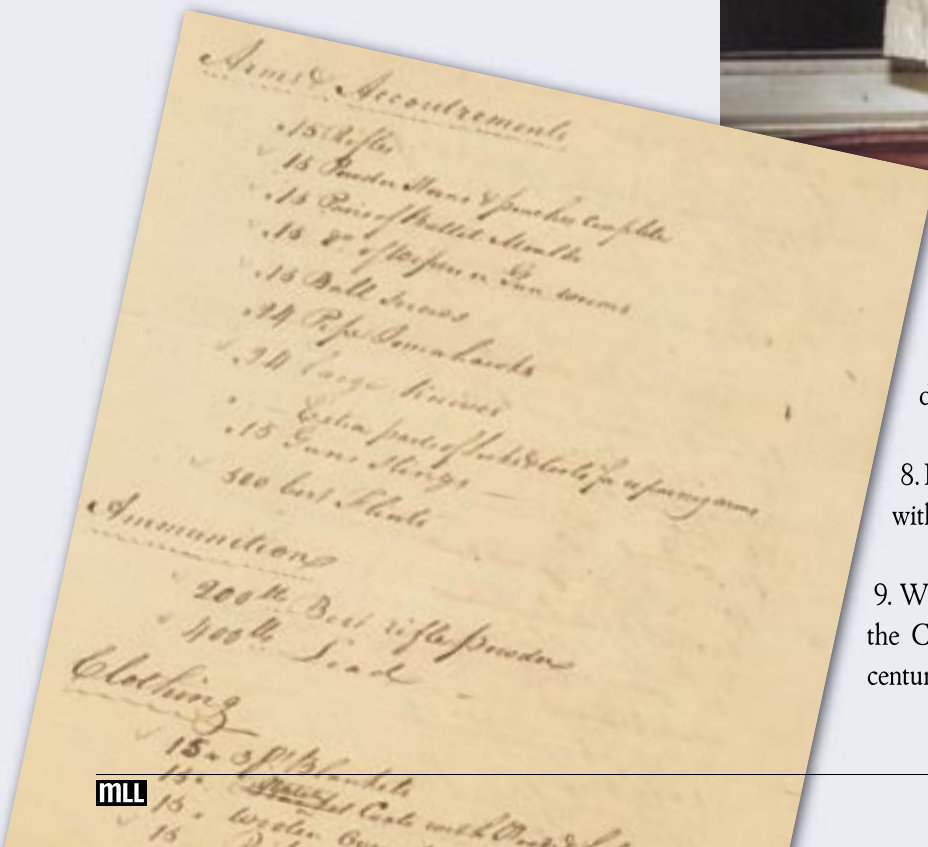 Arms & Accoutrements
15 Rifles
15 Powder Horns & pouches complete
15 Pairs of Bullet Moulds
15 do of Wipers or Gun worms
15 Ball Screws
24 Pipe Tomahawks
24 large knives
Extra parts of Locks & tools for repairing arms
15 Gun Slings
500 best Flints
Ammunition
200 lb Best rifle powder
400 lb Lead
Clothing
15 3 pt Blankets
15 Coats with
15 woolen
15
8.
with
9. W
the C
centur
MLL